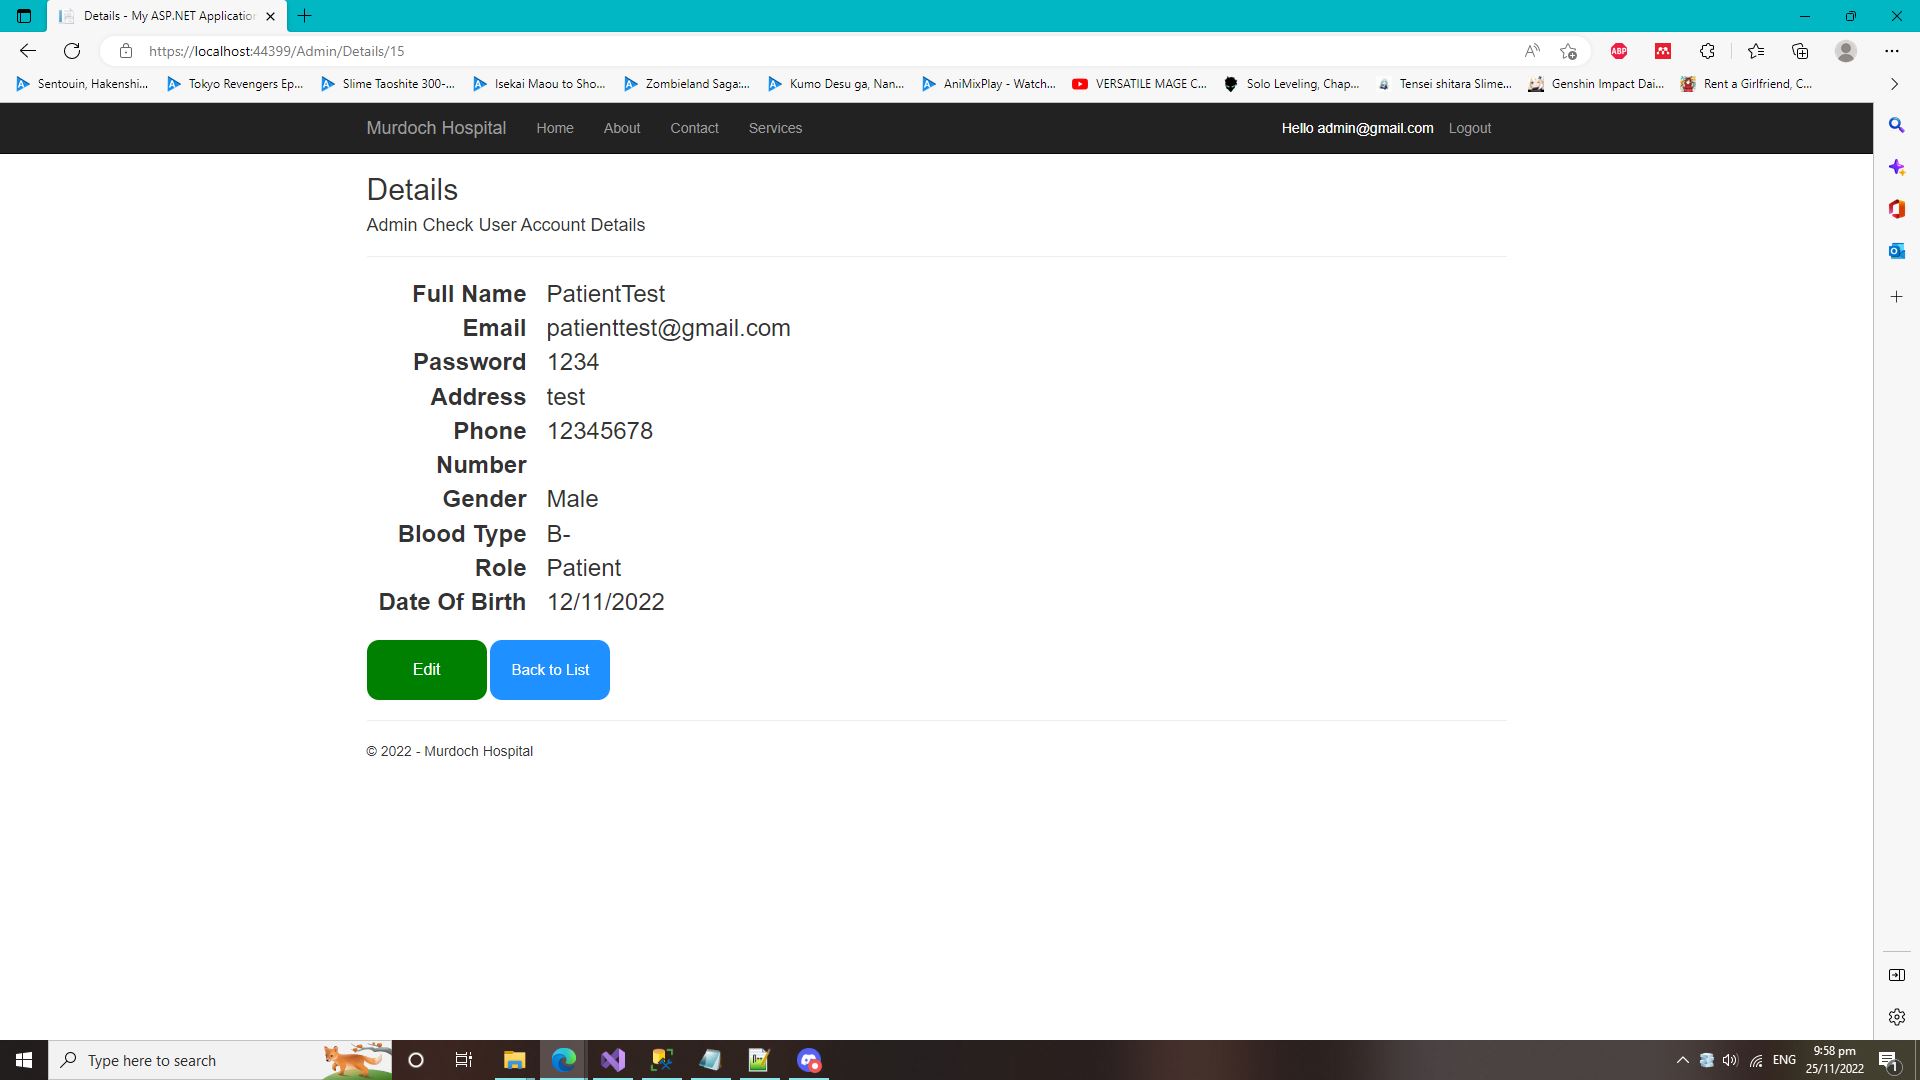 Details - My ASP.NET Application
https://localhost:44399/Admin/Details/15
ABP
Sentouin, Hakenshi... Tokyo Revengers Ep... Slime Taoshite 300-... Isekai Maou to Sho... Zombieland Saga:... Kumo Desu ga, Nan... AniMixPlay - Watch... VERSATILE MAGE C... Solo Leveling, Chap... Tensei shitara Slime... Genshin Impact Dai... Rent a Girlfriend, C...
Murdoch Hospital Home About Contact Services Hello admin@gmail.com Logout
Details
Admin Check User Account Details
Full Name PatientTest
Email patienttest@gmail.com
Password 1234
Address test
Phone 12345678
Number
Gender Male
Blood Type B-
Role Patient
Date Of Birth 12/11/2022
Edit Back to List
© 2022 - Murdoch Hospital
Type here to search
ENG
9:58 pm
25/11/2022
1